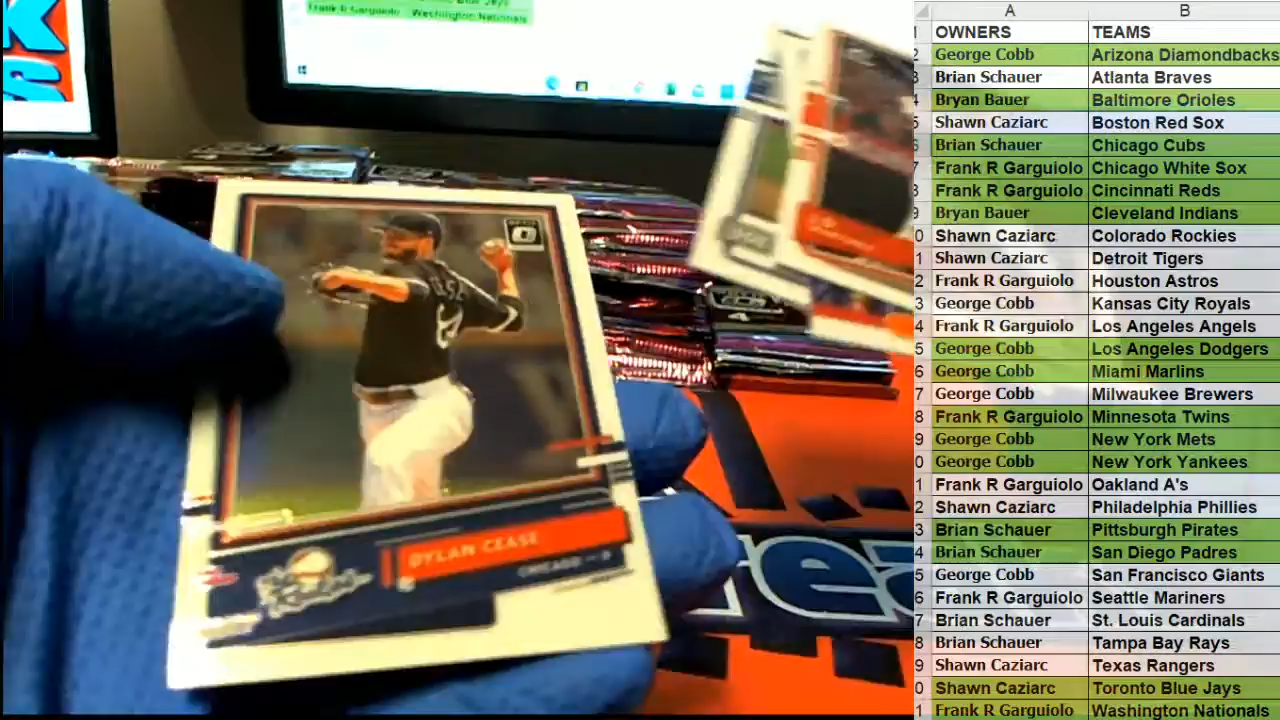 Frank R Garguiolo Washington Nationals
DYLAN CEASE
CHICAGO - P
A B
OWNERS TEAMS
George Cobb Arizona Diamondbacks
Brian Schauer Atlanta Braves
Bryan Bauer Baltimore Orioles
Shawn Caziarc Boston Red Sox
Brian Schauer Chicago Cubs
Frank R Garguiolo Chicago White Sox
Frank R Garguiolo Cincinnati Reds
Bryan Bauer Cleveland Indians
Shawn Caziarc Colorado Rockies
Shawn Caziarc Detroit Tigers
Frank R Garguiolo Houston Astros
George Cobb Kansas City Royals
Frank R Garguiolo Los Angeles Angels
George Cobb Los Angeles Dodgers
George Cobb Miami Marlins
George Cobb Milwaukee Brewers
Frank R Garguiolo Minnesota Twins
George Cobb New York Mets
George Cobb New York Yankees
Frank R Garguiolo Oakland A's
Shawn Caziarc Philadelphia Phillies
Brian Schauer Pittsburgh Pirates
Brian Schauer San Diego Padres
George Cobb San Francisco Giants
Frank R Garguiolo Seattle Mariners
Brian Schauer St. Louis Cardinals
Brian Schauer Tampa Bay Rays
Shawn Caziarc Texas Rangers
Shawn Caziarc Toronto Blue Jays
Frank R Garguiolo Washington Nationals